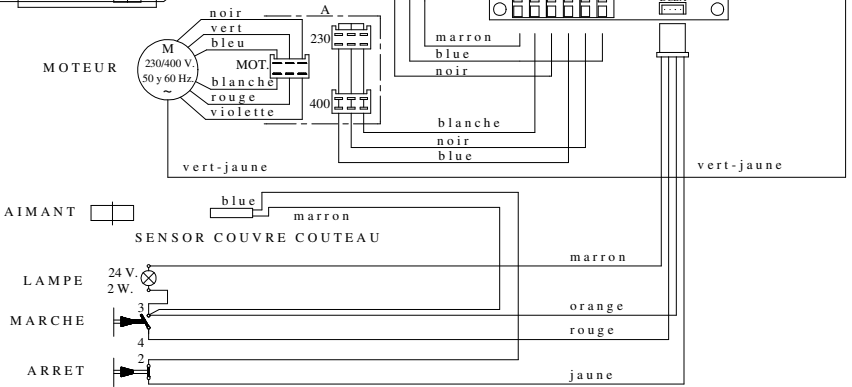 noir
vert
bleu
A
230
MOTEUR
M
230/400 V.
50 y 60 Hz.
~
MOT.
marron
blue
noir
blanche
rouge
violette
400
blanche
noir
blue
vert-jaune
vert-jaune
AIMANT
blue
marron
SENSOR COUVRE COUTEAU
marron
LAMPE
24 V.
2 W.
3
orange
MARCHE
rouge
4
2
ARRET
jaune